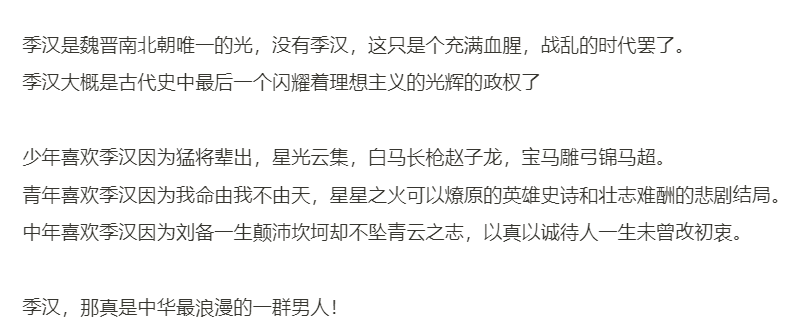 季汉是魏晋南北朝唯一的光，没有季汉，这只是个充满血腥，战乱的时代罢了。
季汉大概是古代史中最后一个闪耀着理想主义的光辉的政权了
少年喜欢季汉因为猛将辈出，星光云集，白马长枪赵子龙，宝马雕弓锦马超。
青年喜欢季汉因为我命由我不由天，星星之火可以燎原的英雄史诗和壮志难酬的悲剧结局。
中年喜欢季汉因为刘备一生颠沛坎坷却不坠青云之志，以真以诚待人一生未曾改初衷。
季汉，那真是中华最浪漫的一群男人！